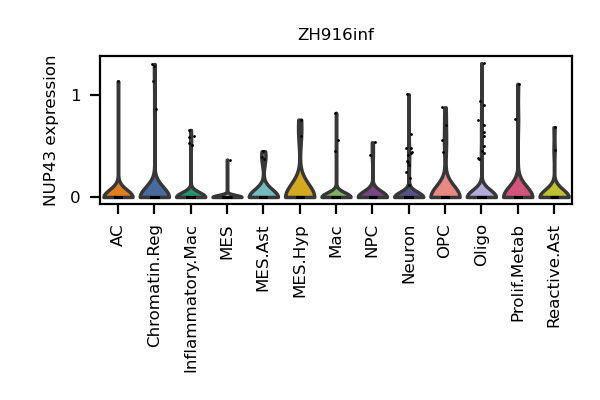 ZH916inf
NUP43 expression
1
0
AC
Chromatin.Reg
Inflammatory.Mac
MES
MES.Ast
MES.Hyp
Mac
NPC
Neuron
OPC
Oligo
Prolif.Metab
Reactive.Ast